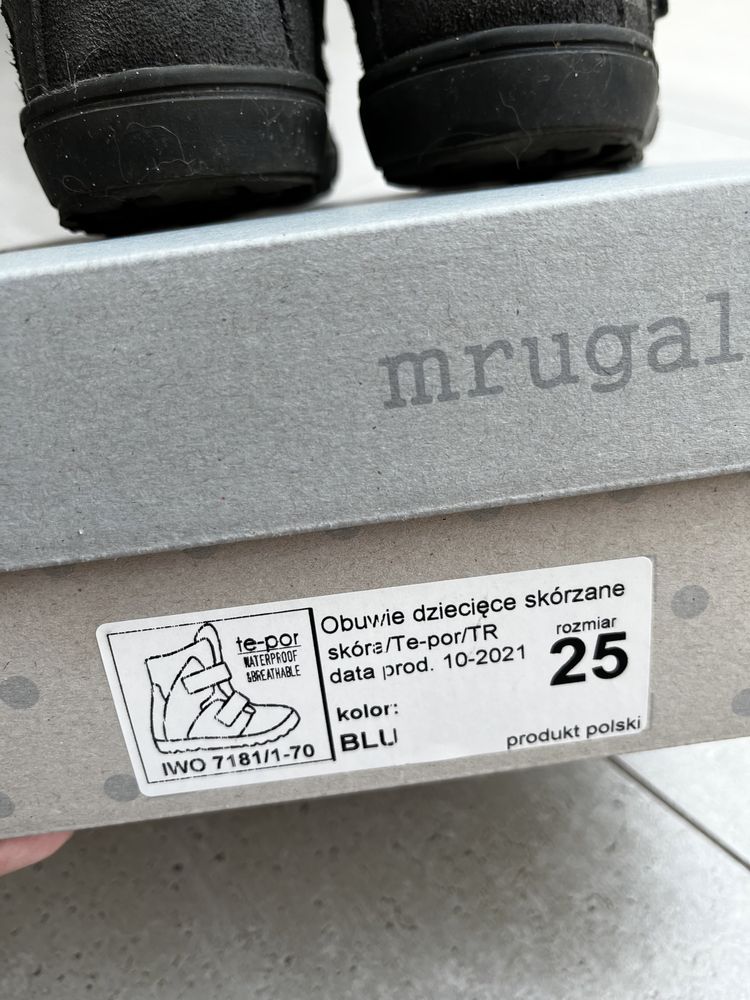 mrugal
te-por
WATERPROOF
&BREATHABLE
IWO 7181/1-70
Obuwie dziecięce skórzane
skóra/Te-por/TR
data prod. 10-2021
rozmiar
25
kolor:
BLU
produkt polski